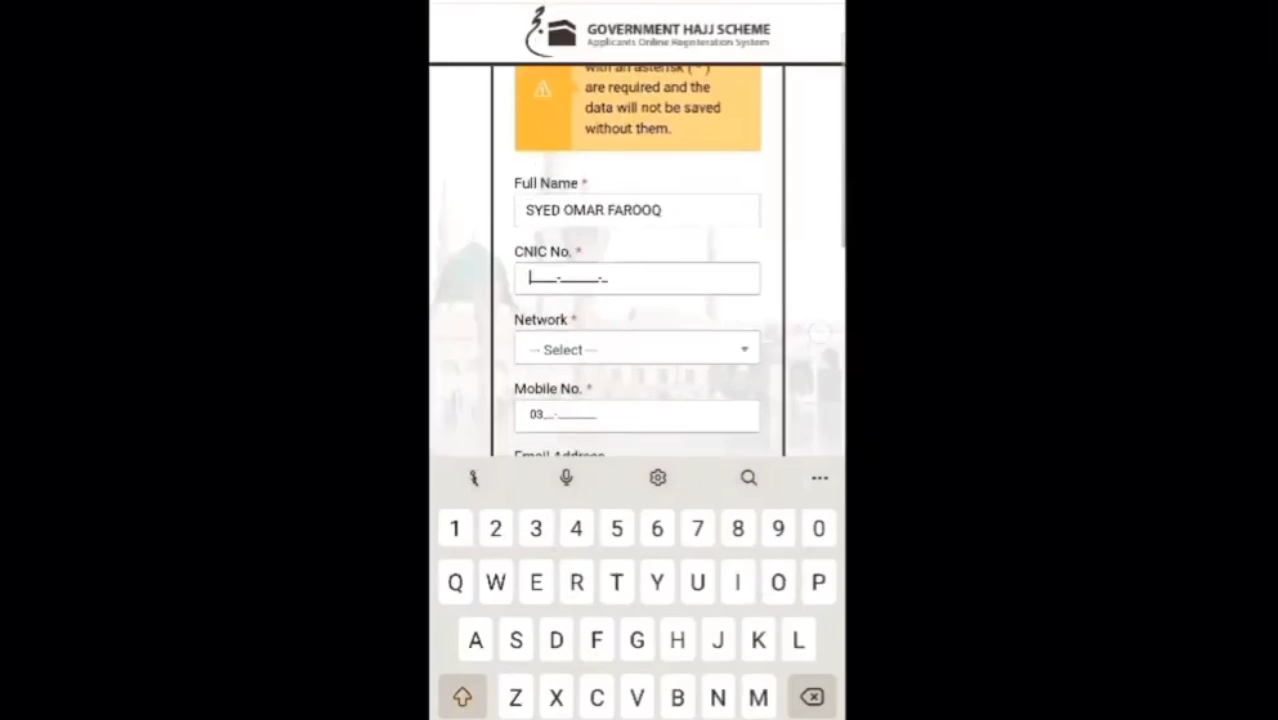 GOVERNMENT HAJJ SCHEME
Applicants Online Registeration System
with an asterisk ( * )
are required and the
data will not be saved
without them.
Full Name *
SYED OMAR FAROOQ
CNIC No. *
_____-_______-_
Network *
--- Select ---
Mobile No. *
03__-_______
Email Address
1 2 3 4 5 6 7 8 9 0
Q W E R T Y U I O P
A S D F G H J K L
Z X C V B N M